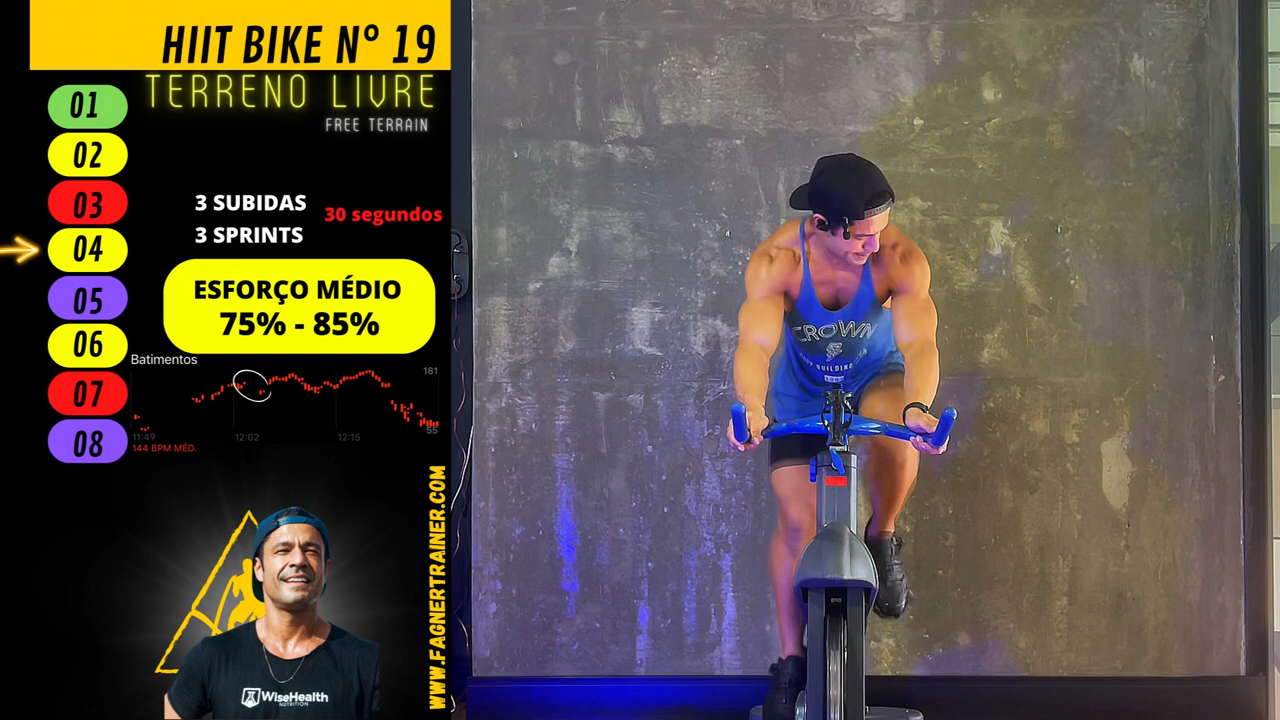 HIIT BIKE Nº 19
TERRENO LIVRE
FREE TERRAIN
01
02
03
04
05
06
07
08
3 SUBIDAS
3 SPRINTS
30 segundos
ESFORÇO MÉDIO
75% - 85%
Batimentos
181
55
11:49
12:02
12:15
144 BPM MÉD.
WWW.FAGNERTRAINER.COM
WiseHealth
NUTRITION
CROWN